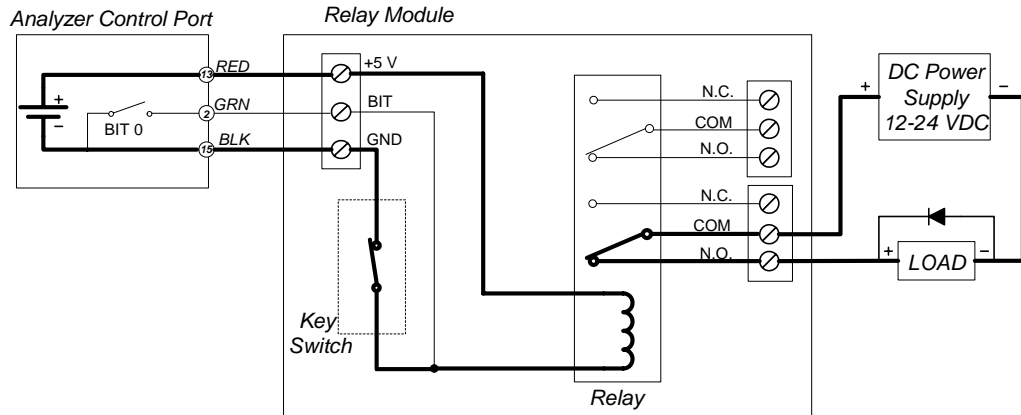 Analyzer Control Port
Relay Module
13 RED
+5 V
+
−
2 GRN
BIT
BIT 0
15 BLK
GND
Key
Switch
N.C.
COM
N.O.
N.C.
COM
N.O.
Relay
+
DC Power
Supply
12-24 VDC
−
+
LOAD
−